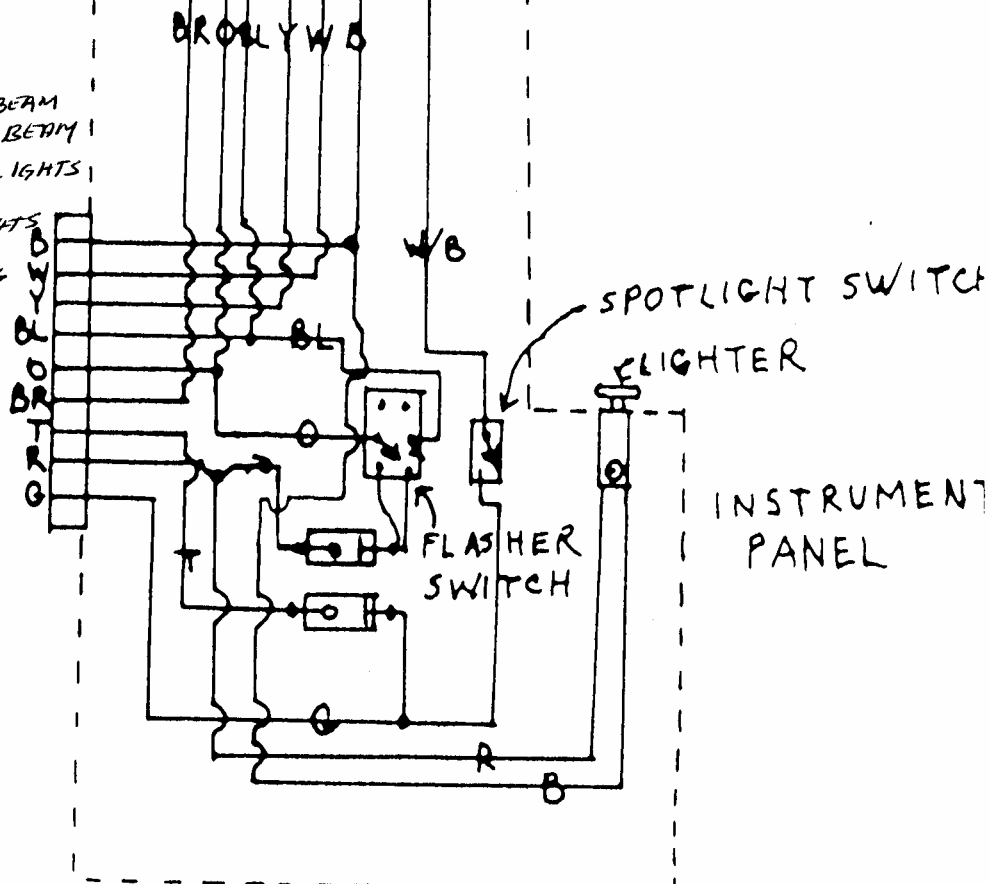 BR O BL Y W B
BEAM
BEAM
LIGHTS
B
W/B
W
Y
SPOTLIGHT SWITCH
BL
BL
O
LIGHTER
BR
T
O
R
G
INSTRUMENT
PANEL
FLASHER
SWITCH
T
G
R
B